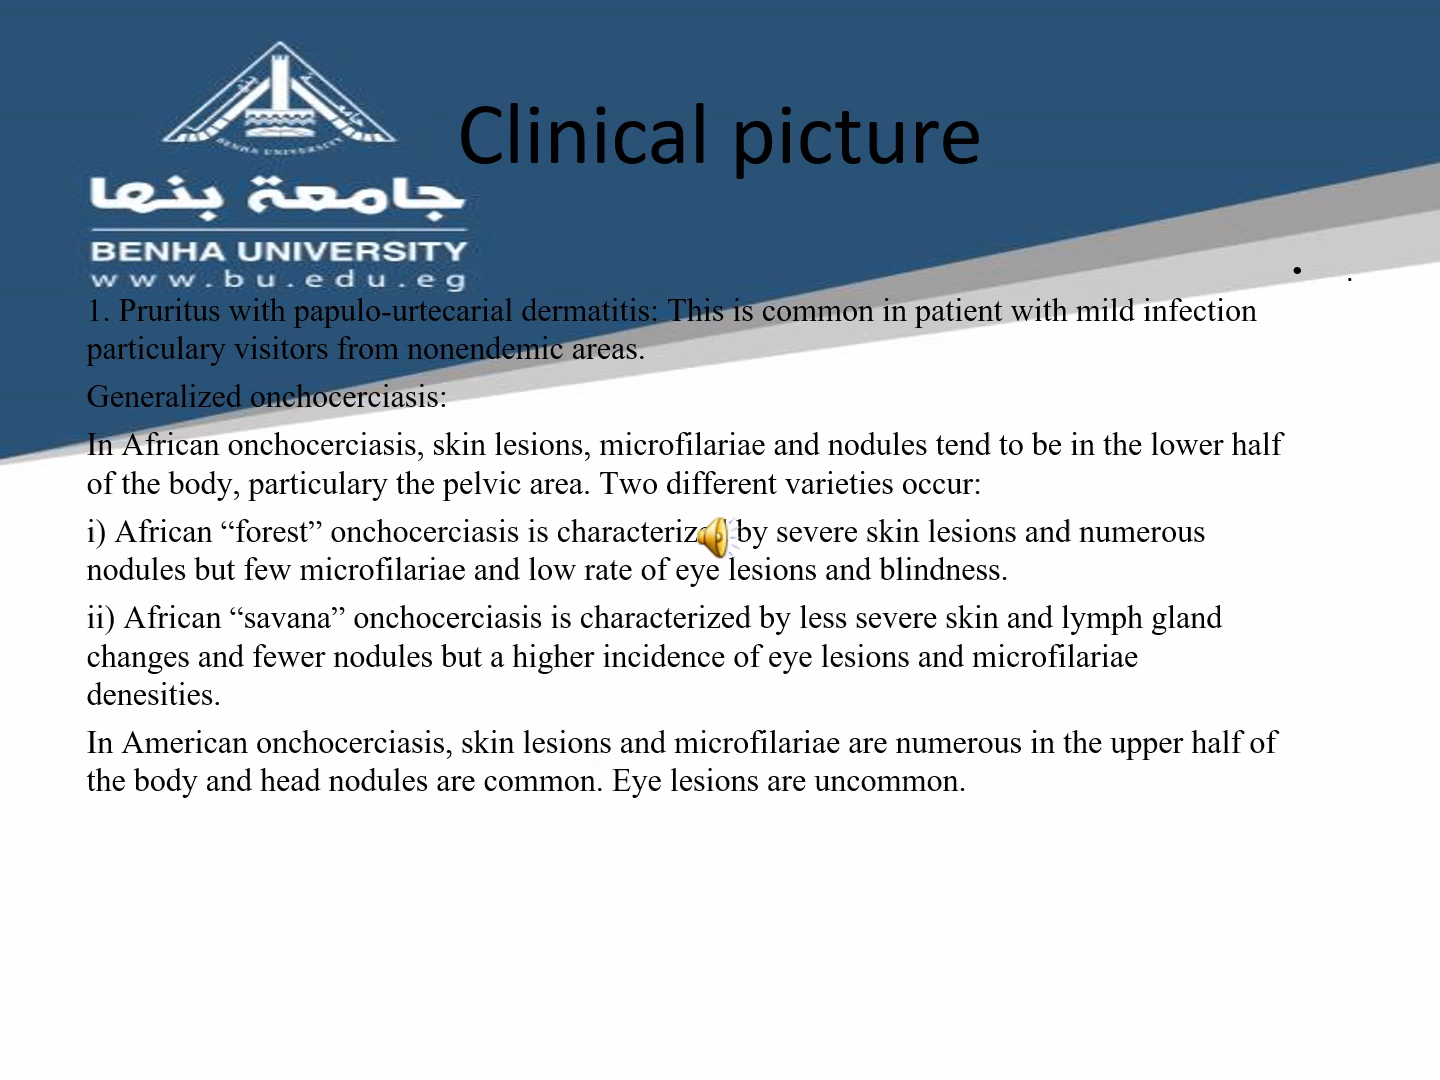 BENHA UNIVERSITY
جامعة بنها
BENHA UNIVERSITY
www.bu.edu.eg
Clinical picture
• .
1. Pruritus with papulo-urtecarial dermatitis: This is common in patient with mild infection
particulary visitors from nonendemic areas.
Generalized onchocerciasis:
In African onchocerciasis, skin lesions, microfilariae and nodules tend to be in the lower half
of the body, particulary the pelvic area. Two different varieties occur:
i) African “forest” onchocerciasis is characterized by severe skin lesions and numerous
nodules but few microfilariae and low rate of eye lesions and blindness.
ii) African “savana” onchocerciasis is characterized by less severe skin and lymph gland
changes and fewer nodules but a higher incidence of eye lesions and microfilariae
denesities.
In American onchocerciasis, skin lesions and microfilariae are numerous in the upper half of
the body and head nodules are common. Eye lesions are uncommon.